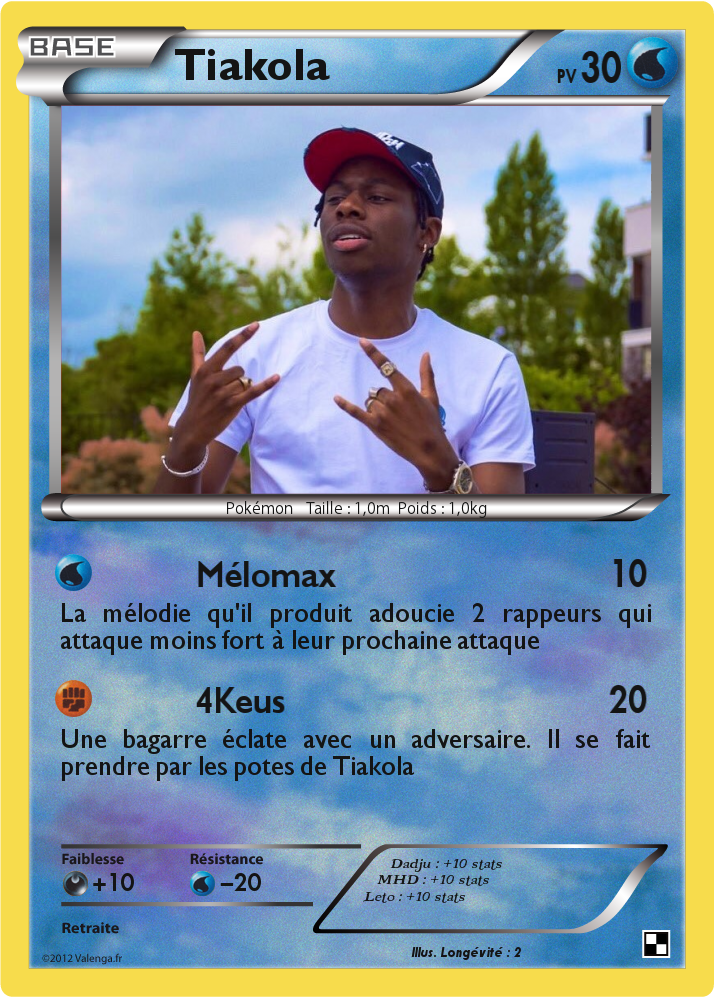 BASE
Tiakola
PV 30
Pokémon Taille : 1,0m Poids : 1,0kg
Mélomax 10
La mélodie qu'il produit adoucie 2 rappeurs qui
attaque moins fort à leur prochaine attaque
4Keus 20
Une bagarre éclate avec un adversaire. Il se fait
prendre par les potes de Tiakola
Faiblesse Résistance
+10 –20
Dadju : +10 stats
MHD : +10 stats
Leto : +10 stats
Retraite
©2012 Valenga.fr
Illus. Longévité : 2